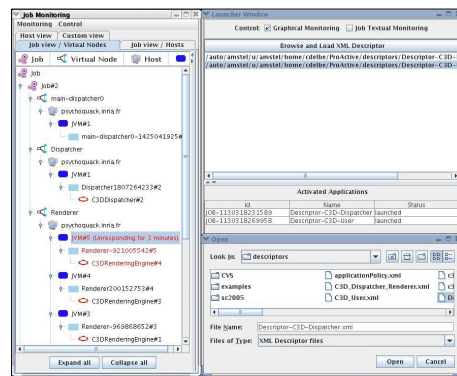 Job Monitoring
Monitoring Control
Host view Custom view
Job view / Virtual Nodes Job view / Hosts
Job Virtual Node Host
Job
Job#2
main-dispatcher0
psychoquack.inria.fr
JVM#1
main-dispatcher0-1425041925#
Dispatcher
psychoquack.inria.fr
JVM#2
Dispatcher1807264233#2
C3DDispatcher#2
Renderer
psychoquack.inria.fr
JVM#5 (Unresponding for 3 minutes)
Renderer-921005542#5
C3DRenderingEngine#4
JVM#4
Renderer200152753#4
C3DRenderingEngine#3
JVM#3
Renderer-969868652#3
C3DRenderingEngine#1
Expand all Collapse all
Launcher Window
Control: Graphical Monitoring Job Textual Monitoring
Browse and Load XML Descriptor
/auto/amstel/u/amstel/home/cdelbe/ProActive/descriptors/Descriptor-C3D-
/auto/amstel/u/amstel/home/cdelbe/ProActive/descriptors/Descriptor-C3D-
Activated Applications
Id Name Status
JOB-1130318231589 Descriptor-C3D-Dispatcher launched
JOB-1130318269958 Descriptor-C3D-User launched
Open
Look In: descriptors
CVS applicationPolicy.xml c3
examples C3D_Dispatcher_Renderer.xml c3
sc2005 C3D_User.xml De
File Name: Descriptor-C3D-Dispatcher.xml
Files of Type: XML Descriptor files
Open Cancel